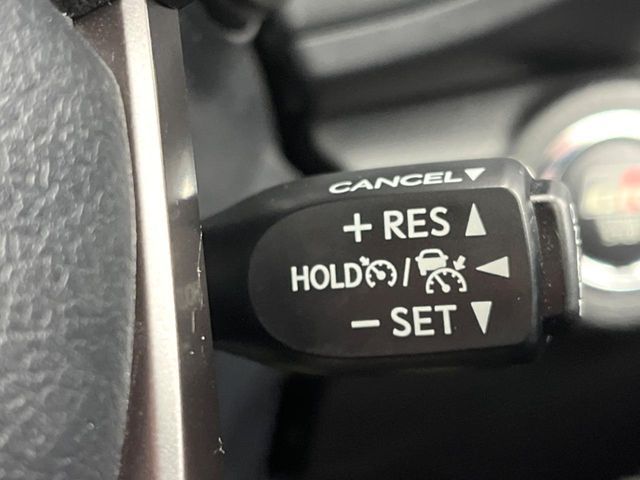 CANCEL▼
+ RES ▲
HOLD / ◀
− SET ▼